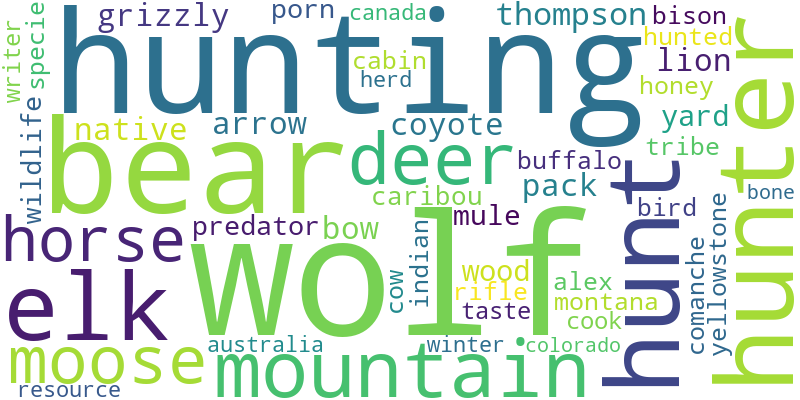 grizzly porn canada thompson bison
writer specie hunting cabin herd hunted lion honey
wildlife native arrow coyote deer yard hunter
bear buffalo tribe
caribou pack hunt bone
horse predator bow mule bird
wolf cow indian wood comanche yellowstone
elk rifle alex
taste montana
cook
moose australia mountain winter colorado
resource